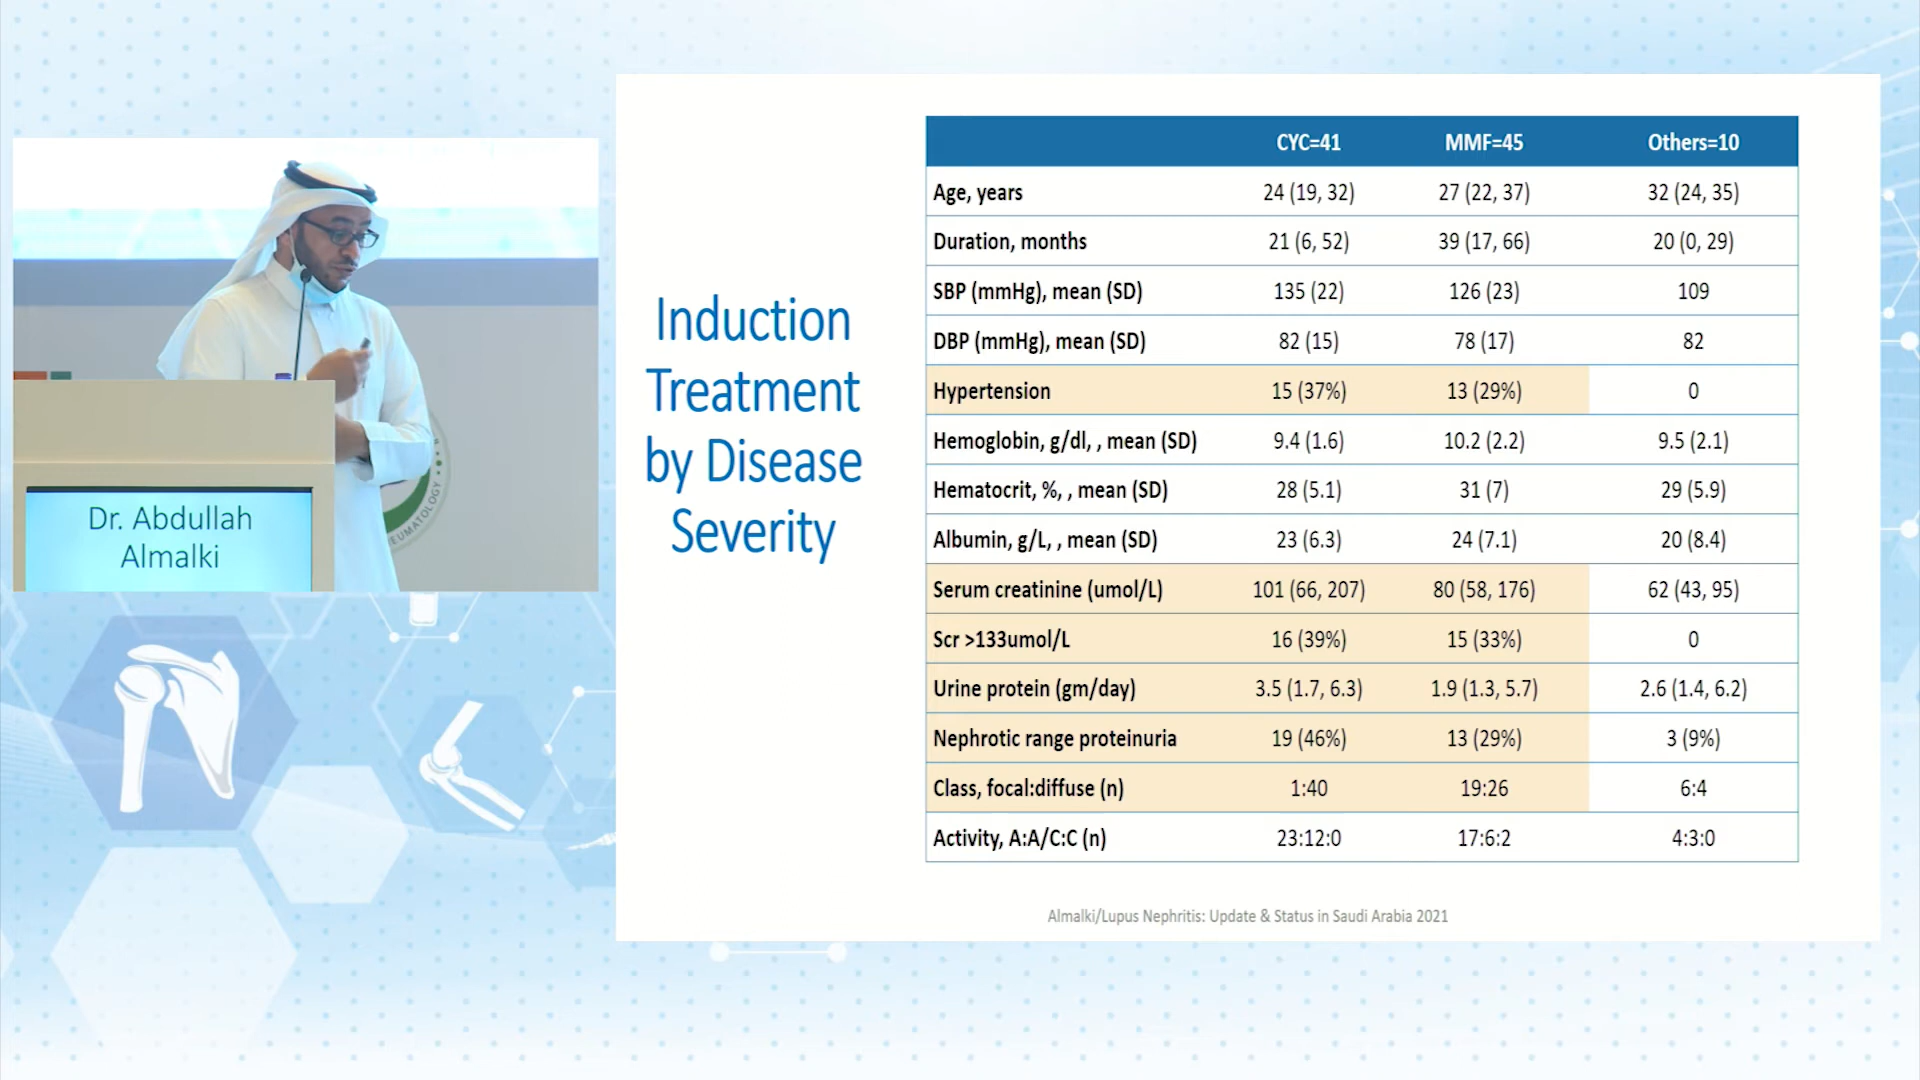 Dr. Abdullah
Almalki
EUMATOLOGY
Induction
Treatment
by Disease
Severity
CYC=41 MMF=45 Others=10
Age, years 24 (19, 32) 27 (22, 37) 32 (24, 35)
Duration, months 21 (6, 52) 39 (17, 66) 20 (0, 29)
SBP (mmHg), mean (SD) 135 (22) 126 (23) 109
DBP (mmHg), mean (SD) 82 (15) 78 (17) 82
Hypertension 15 (37%) 13 (29%) 0
Hemoglobin, g/dl, , mean (SD) 9.4 (1.6) 10.2 (2.2) 9.5 (2.1)
Hematocrit, %, , mean (SD) 28 (5.1) 31 (7) 29 (5.9)
Albumin, g/L, , mean (SD) 23 (6.3) 24 (7.1) 20 (8.4)
Serum creatinine (umol/L) 101 (66, 207) 80 (58, 176) 62 (43, 95)
Scr >133umol/L 16 (39%) 15 (33%) 0
Urine protein (gm/day) 3.5 (1.7, 6.3) 1.9 (1.3, 5.7) 2.6 (1.4, 6.2)
Nephrotic range proteinuria 19 (46%) 13 (29%) 3 (9%)
Class, focal:diffuse (n) 1:40 19:26 6:4
Activity, A:A/C:C (n) 23:12:0 17:6:2 4:3:0
Almalki/Lupus Nephritis: Update & Status in Saudi Arabia 2021